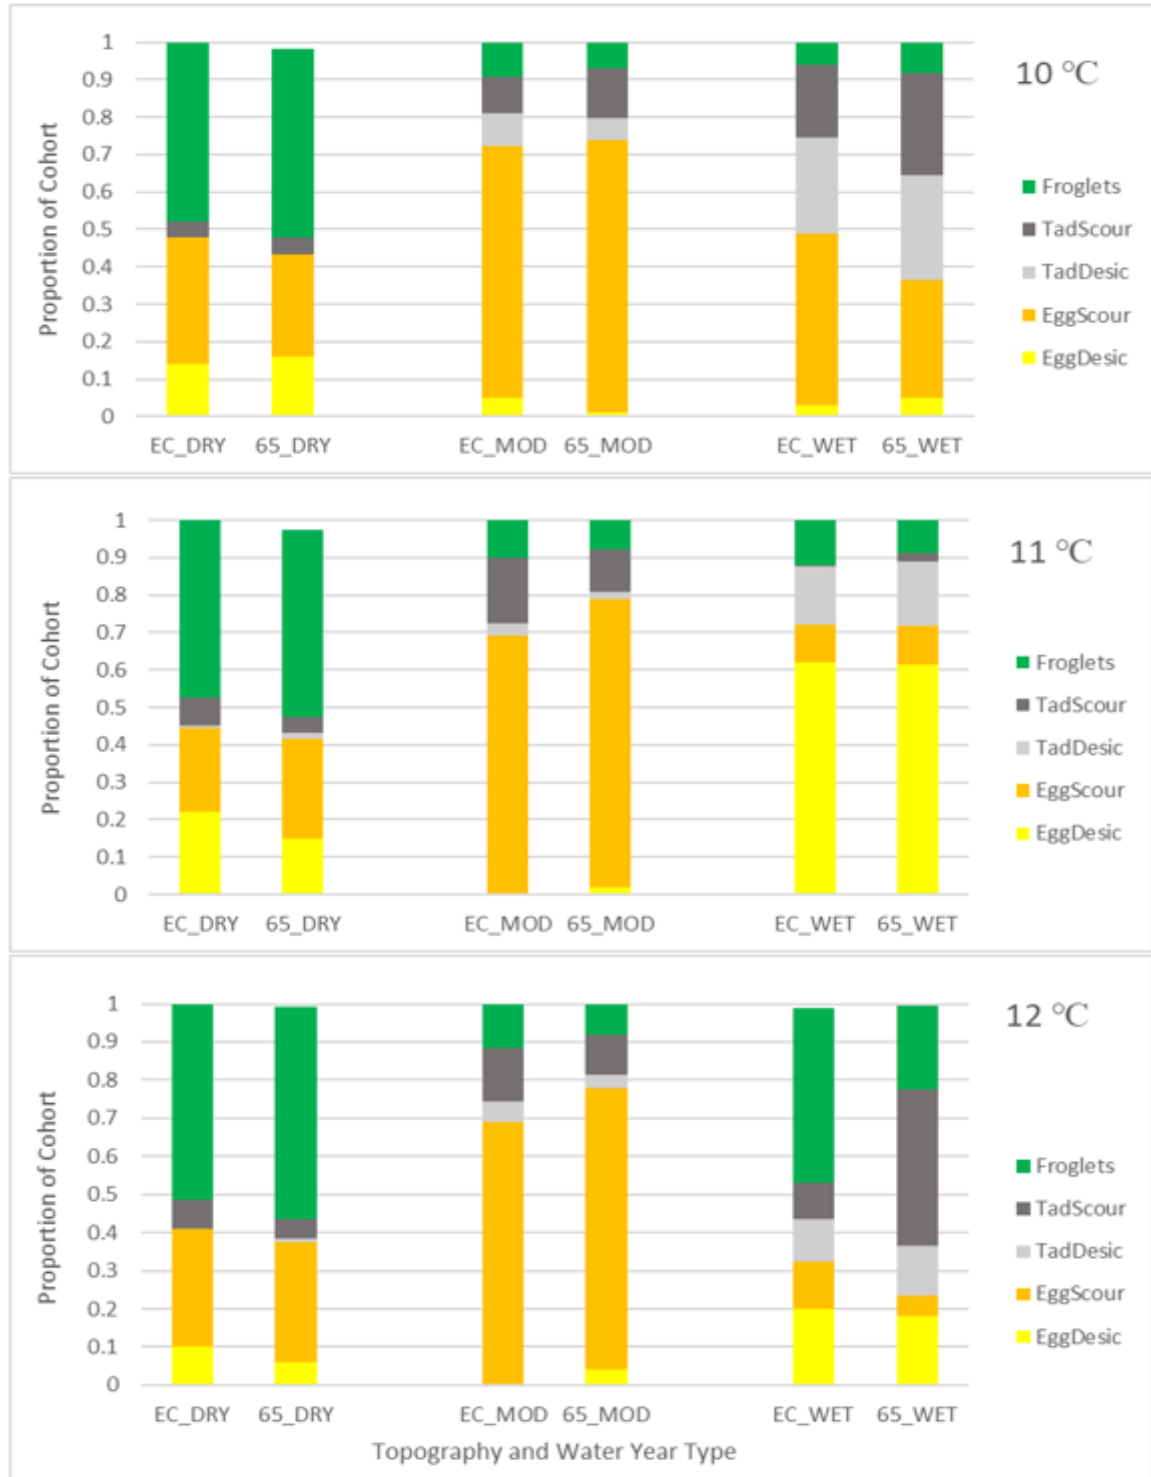 10 °C
Proportion of Cohort
1
0.9
0.8
0.7
0.6
0.5
0.4
0.3
0.2
0.1
0
EC_DRY 65_DRY EC_MOD 65_MOD EC_WET 65_WET
Froglets
TadScour
TadDesic
EggScour
EggDesic
11 °C
Proportion of Cohort
1
0.9
0.8
0.7
0.6
0.5
0.4
0.3
0.2
0.1
0
EC_DRY 65_DRY EC_MOD 65_MOD EC_WET 65_WET
Froglets
TadScour
TadDesic
EggScour
EggDesic
12 °C
Proportion of Cohort
1
0.9
0.8
0.7
0.6
0.5
0.4
0.3
0.2
0.1
0
EC_DRY 65_DRY EC_MOD 65_MOD EC_WET 65_WET
Topography and Water Year Type
Froglets
TadScour
TadDesic
EggScour
EggDesic